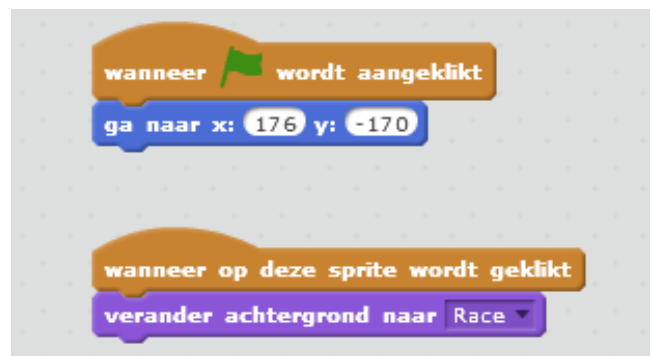 wanneer wordt aangeklikt
ga naar x: 176 y: -170
wanneer op deze sprite wordt geklikt
verander achtergrond naar Race